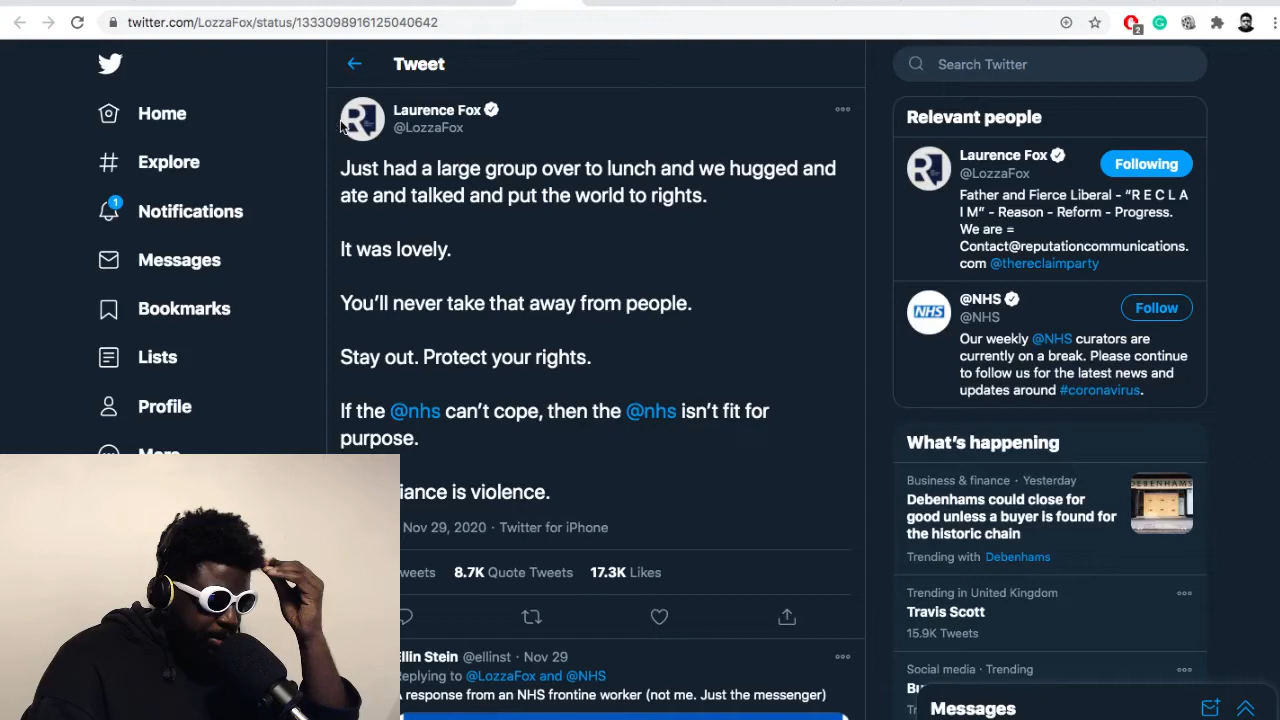 twitter.com/LozzaFox/status/1333098916125040642
2
Tweet
Search Twitter
Home
Explore
1
Notifications
Messages
Bookmarks
Lists
Profile
More
R
Laurence Fox
@LozzaFox
Just had a large group over to lunch and we hugged and
ate and talked and put the world to rights.
It was lovely.
You’ll never take that away from people.
Stay out. Protect your rights.
If the @nhs can’t cope, then the @nhs isn’t fit for
purpose.
iance is violence.
Nov 29, 2020 · Twitter for iPhone
weets 8.7K Quote Tweets 17.3K Likes
llin Stein @ellinst · Nov 29
eplying to @LozzaFox and @NHS
response from an NHS frontine worker (not me. Just the messenger)
Relevant people
R
Laurence Fox
@LozzaFox
Following
Father and Fierce Liberal - “R E C L A
I M” - Reason - Reform - Progress.
We are =
Contact@reputationcommunications.
com @thereclaimparty
NHS
@NHS
@NHS
Follow
Our weekly @NHS curators are
currently on a break. Please continue
to follow us for the latest news and
updates around #coronavirus.
What’s happening
Business & finance · Yesterday
Debenhams could close for
good unless a buyer is found for
the historic chain
DEBENHAMS
Trending with Debenhams
Trending in United Kingdom
Travis Scott
15.9K Tweets
Social media · Trending
Messages